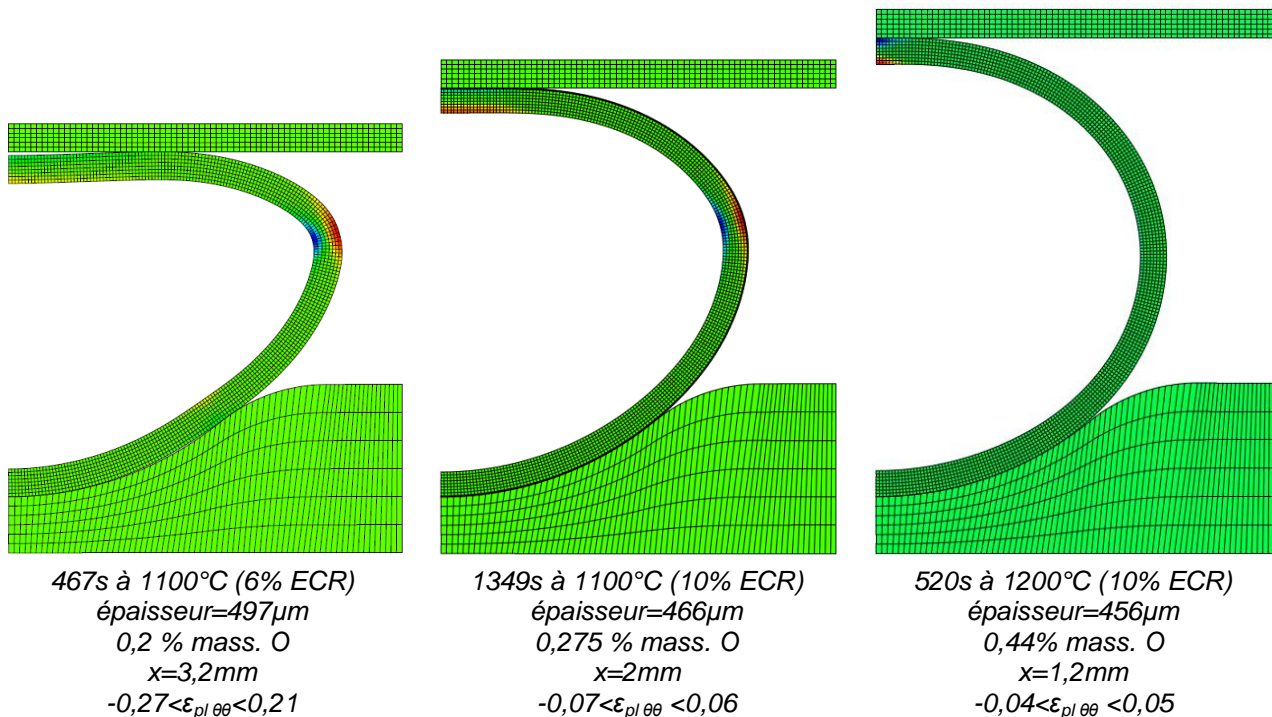 467s à 1100°C (6% ECR)
épaisseur=497µm
0,2 % mass. O
x=3,2mm
-0,27<εpl θθ<0,21
1349s à 1100°C (10% ECR)
épaisseur=466µm
0,275 % mass. O
x=2mm
-0,07<εpl θθ <0,06
520s à 1200°C (10% ECR)
épaisseur=456µm
0,44% mass. O
x=1,2mm
-0,04<εpl θθ <0,05